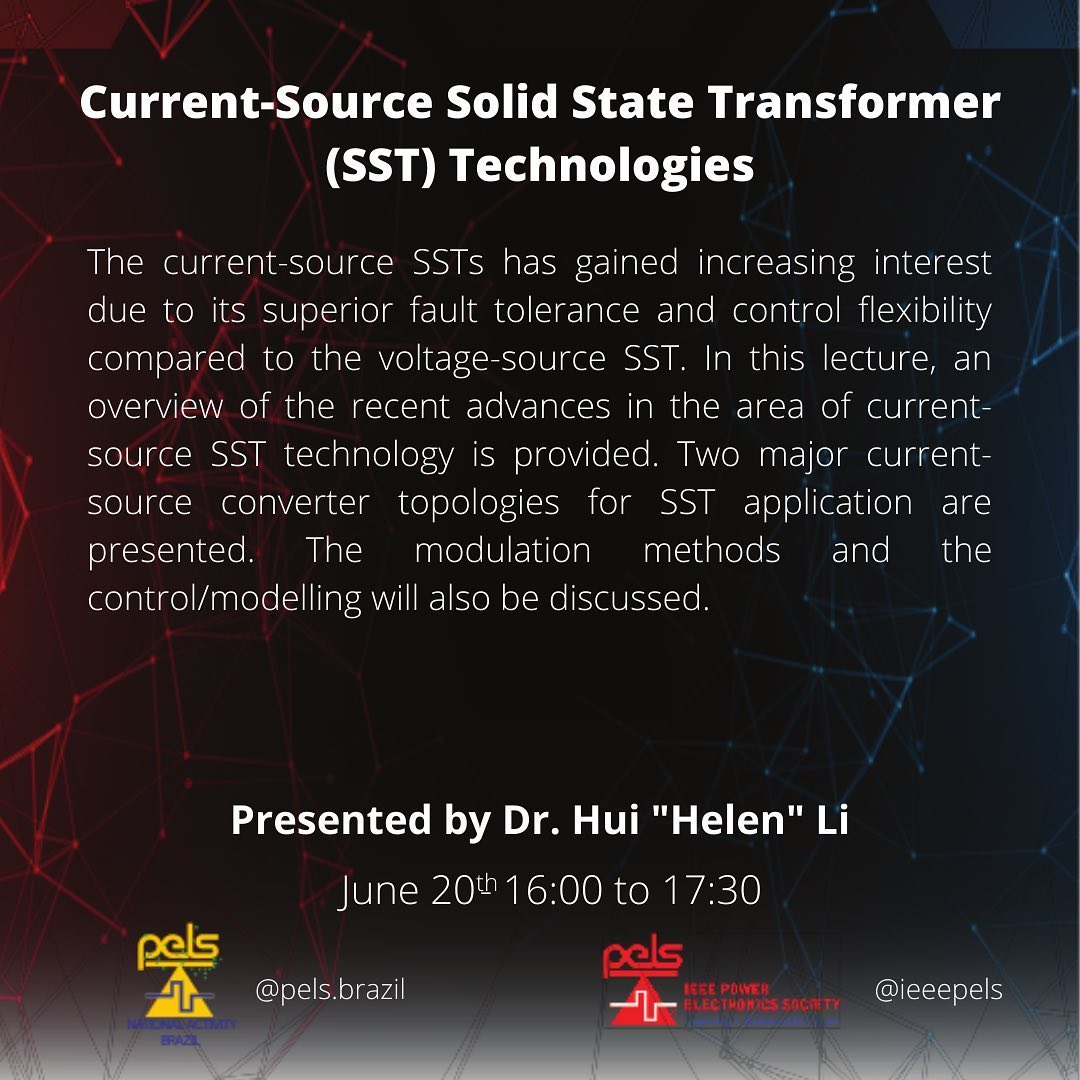 Current-Source Solid State Transformer
(SST) Technologies
The current-source SSTs has gained increasing interest
due to its superior fault tolerance and control flexibility
compared to the voltage-source SST. In this lecture, an
overview of the recent advances in the area of current-
source SST technology is provided. Two major current-
source converter topologies for SST application are
presented. The modulation methods and the
control/modelling will also be discussed.
Presented by Dr. Hui "Helen" Li
June 20th 16:00 to 17:30
pels
NATIONAL ACTIVITY
BRAZIL
@pels.brazil
pels
IEEE POWER
ELECTRONICS SOCIETY
@ieeepels